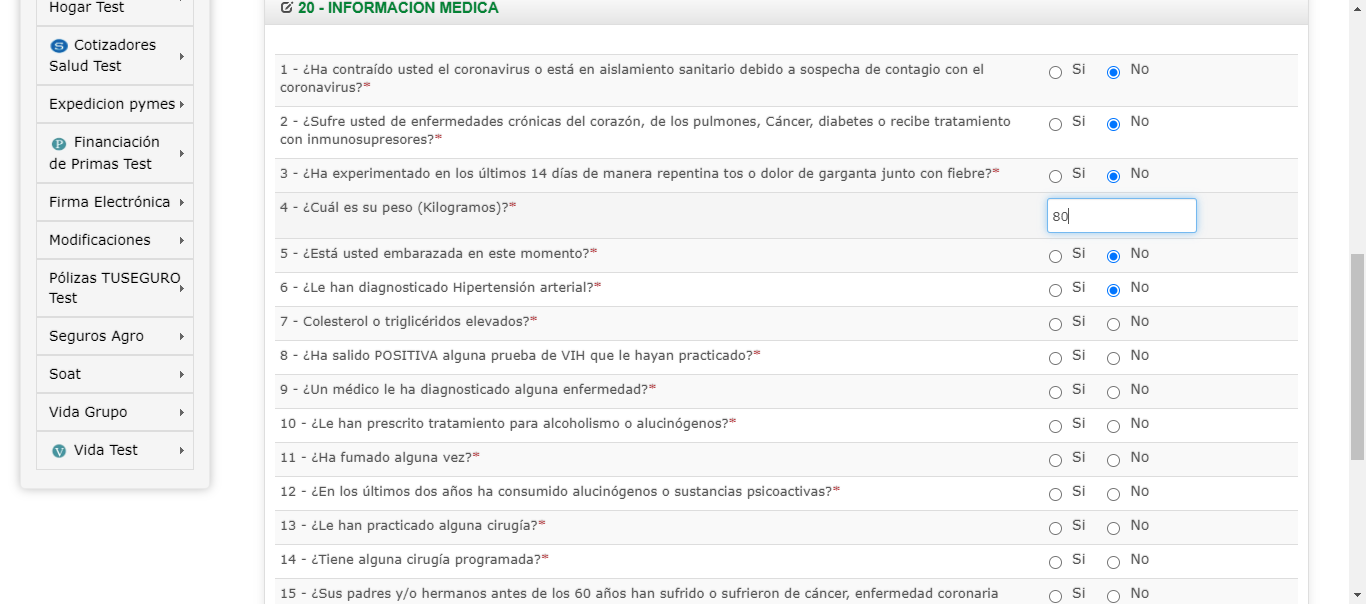 Hogar Test
Cotizadores
Salud Test
Expedicion pymes
Financiación
de Primas Test
Firma Electrónica
Modificaciones
Pólizas TUSEGURO
Test
Seguros Agro
Soat
Vida Grupo
Vida Test
20 - INFORMACION MEDICA
1 - ¿Ha contraído usted el coronavirus o está en aislamiento sanitario debido a sospecha de contagio con el
coronavirus?*
Si No
2 - ¿Sufre usted de enfermedades crónicas del corazón, de los pulmones, Cáncer, diabetes o recibe tratamiento
con inmunosupresores?*
Si No
3 - ¿Ha experimentado en los últimos 14 días de manera repentina tos o dolor de garganta junto con fiebre?* Si No
4 - ¿Cuál es su peso (Kilogramos)?* 80
5 - ¿Está usted embarazada en este momento?* Si No
6 - ¿Le han diagnosticado Hipertensión arterial?* Si No
7 - Colesterol o triglicéridos elevados?* Si No
8 - ¿Ha salido POSITIVA alguna prueba de VIH que le hayan practicado?* Si No
9 - ¿Un médico le ha diagnosticado alguna enfermedad?* Si No
10 - ¿Le han prescrito tratamiento para alcoholismo o alucinógenos?* Si No
11 - ¿Ha fumado alguna vez?* Si No
12 - ¿En los últimos dos años ha consumido alucinógenos o sustancias psicoactivas?* Si No
13 - ¿Le han practicado alguna cirugía?* Si No
14 - ¿Tiene alguna cirugía programada?* Si No
15 - ¿Sus padres y/o hermanos antes de los 60 años han sufrido o sufrieron de cáncer, enfermedad coronaria Si No